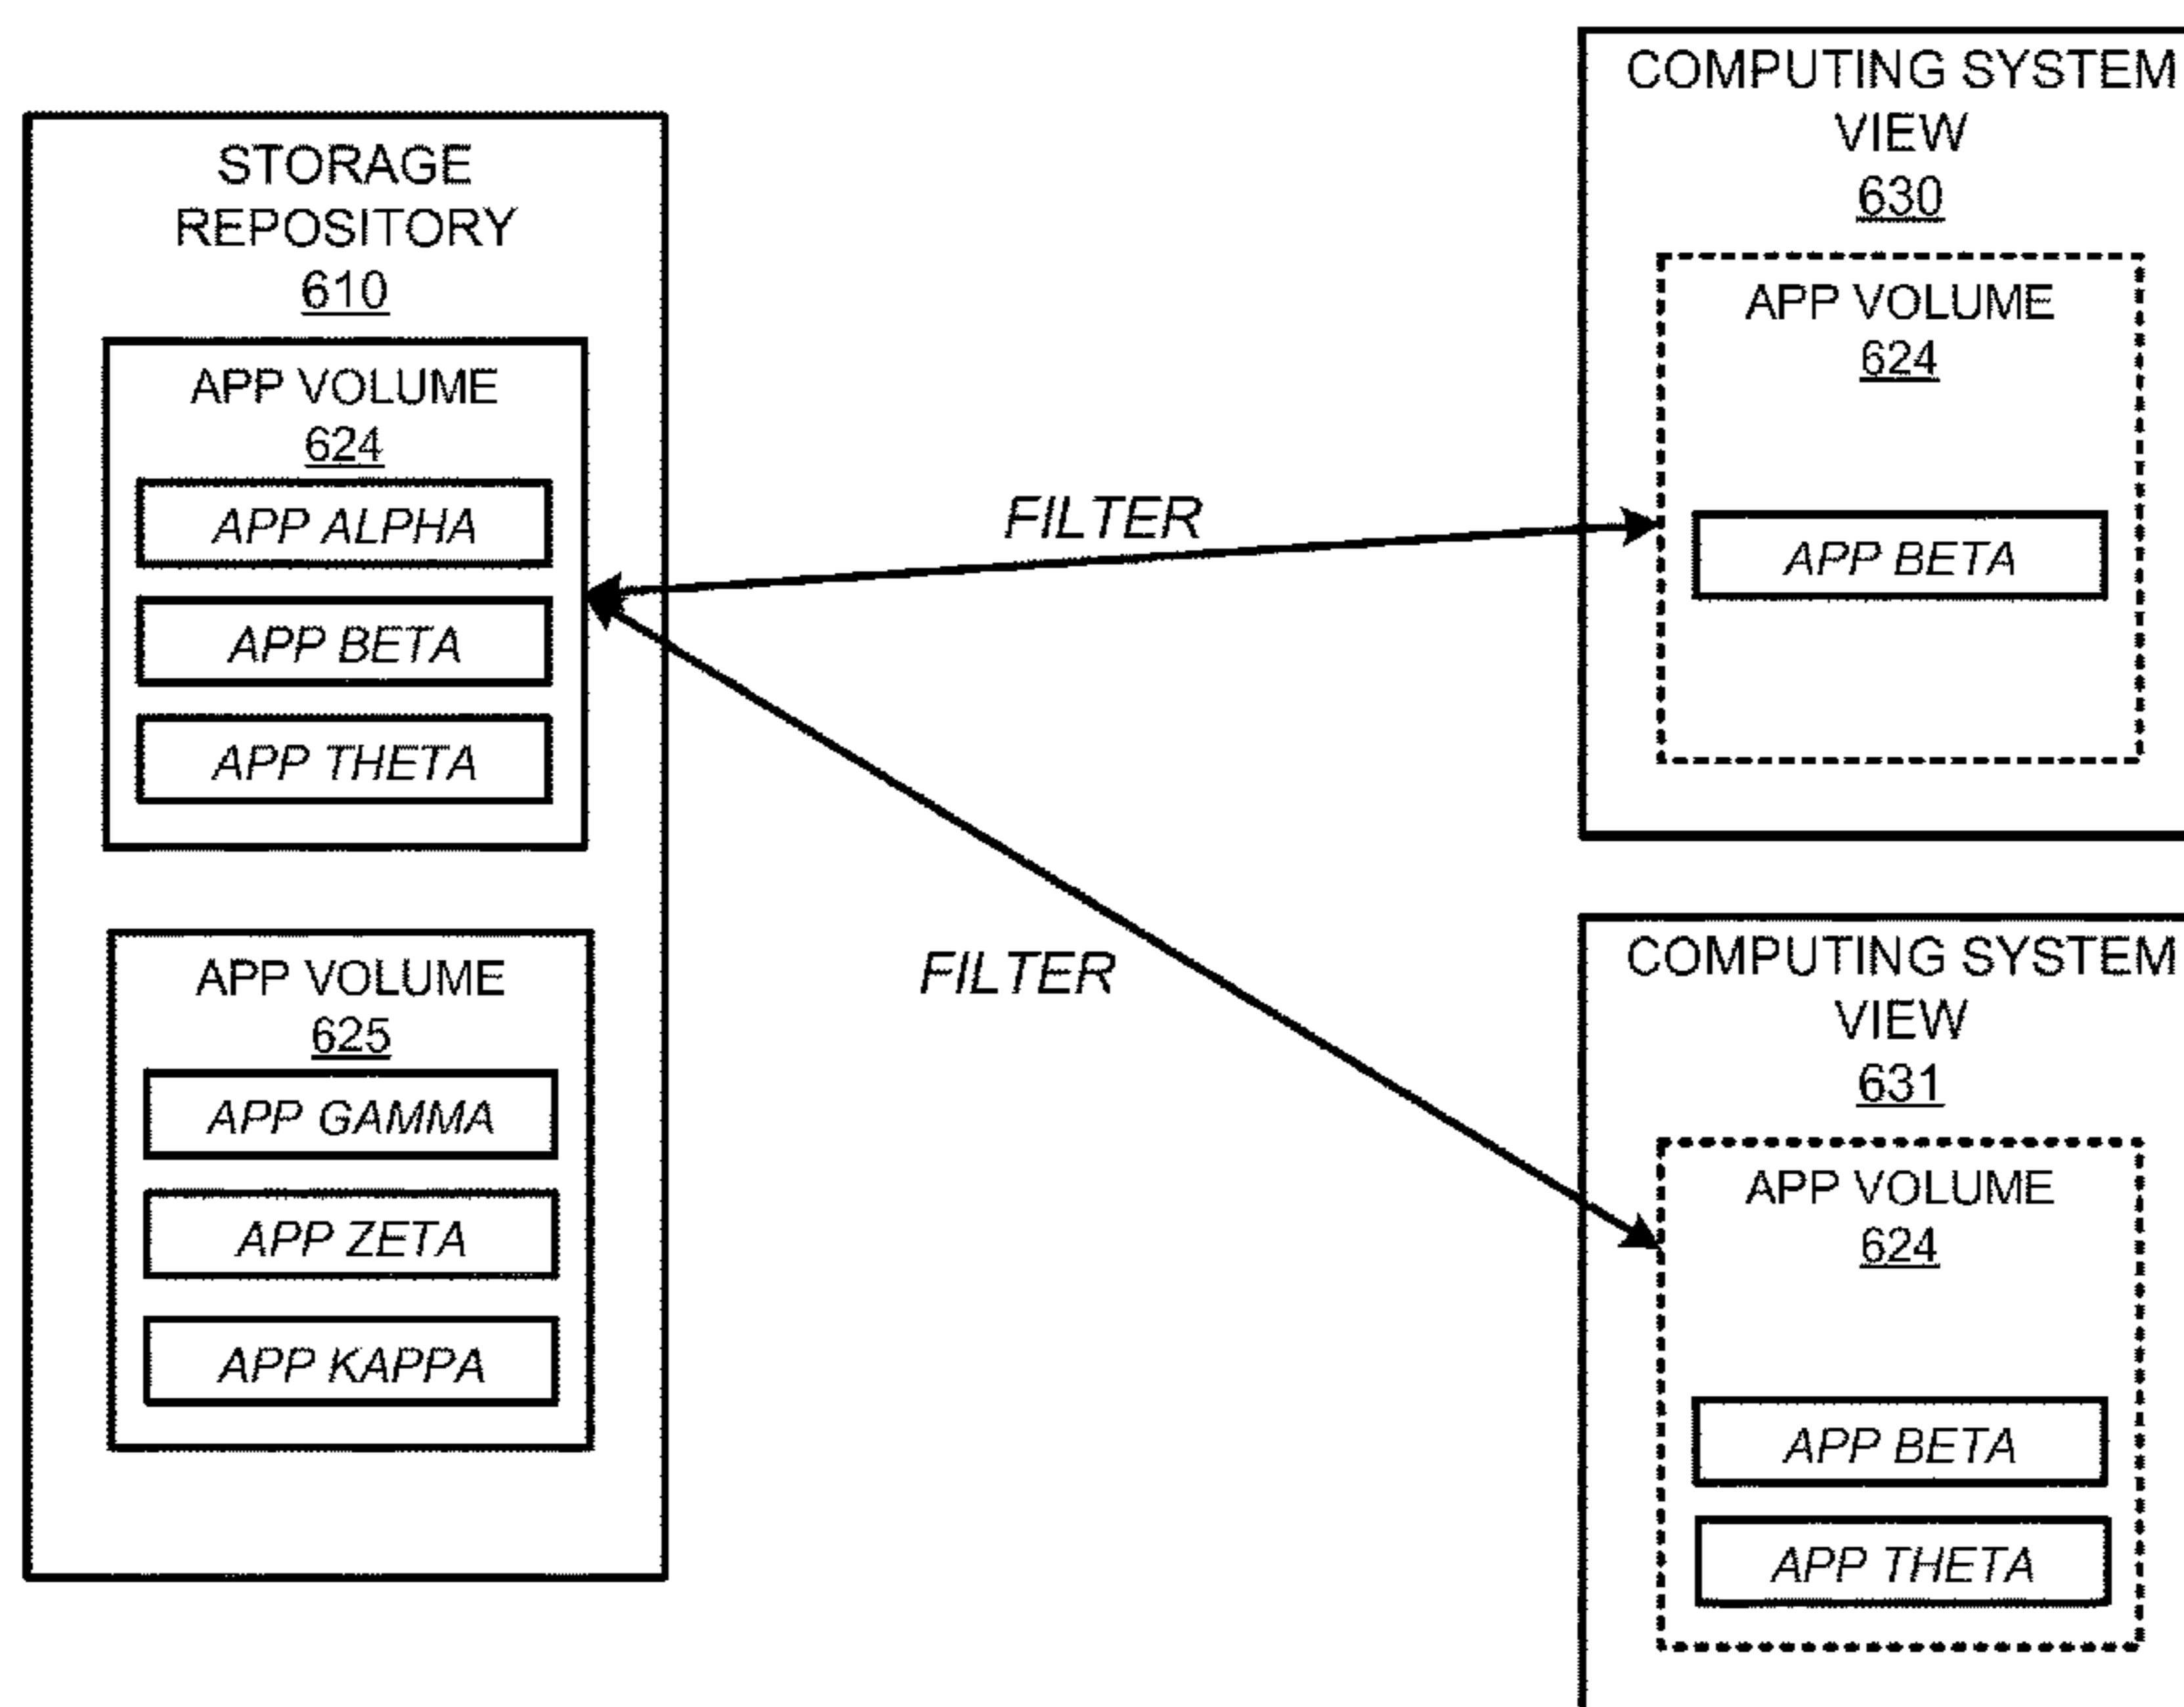 STORAGE
REPOSITORY
610
APP VOLUME
624
APP ALPHA
APP BETA
APP THETA
APP VOLUME
625
APP GAMMA
APP ZETA
APP KAPPA
FILTER
FILTER
COMPUTING SYSTEM
VIEW
630
APP VOLUME
624
APP BETA
COMPUTING SYSTEM
VIEW
631
APP VOLUME
624
APP BETA
APP THETA